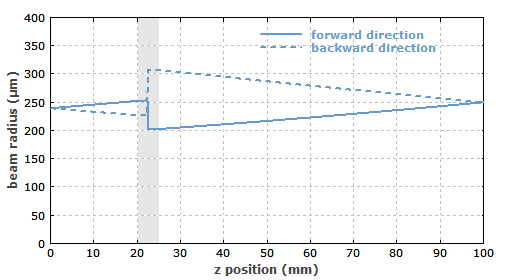 400
350
300
250
200
150
100
50
0
beam radius (µm)
forward direction
backward direction
0 10 20 30 40 50 60 70 80 90 100
z position (mm)